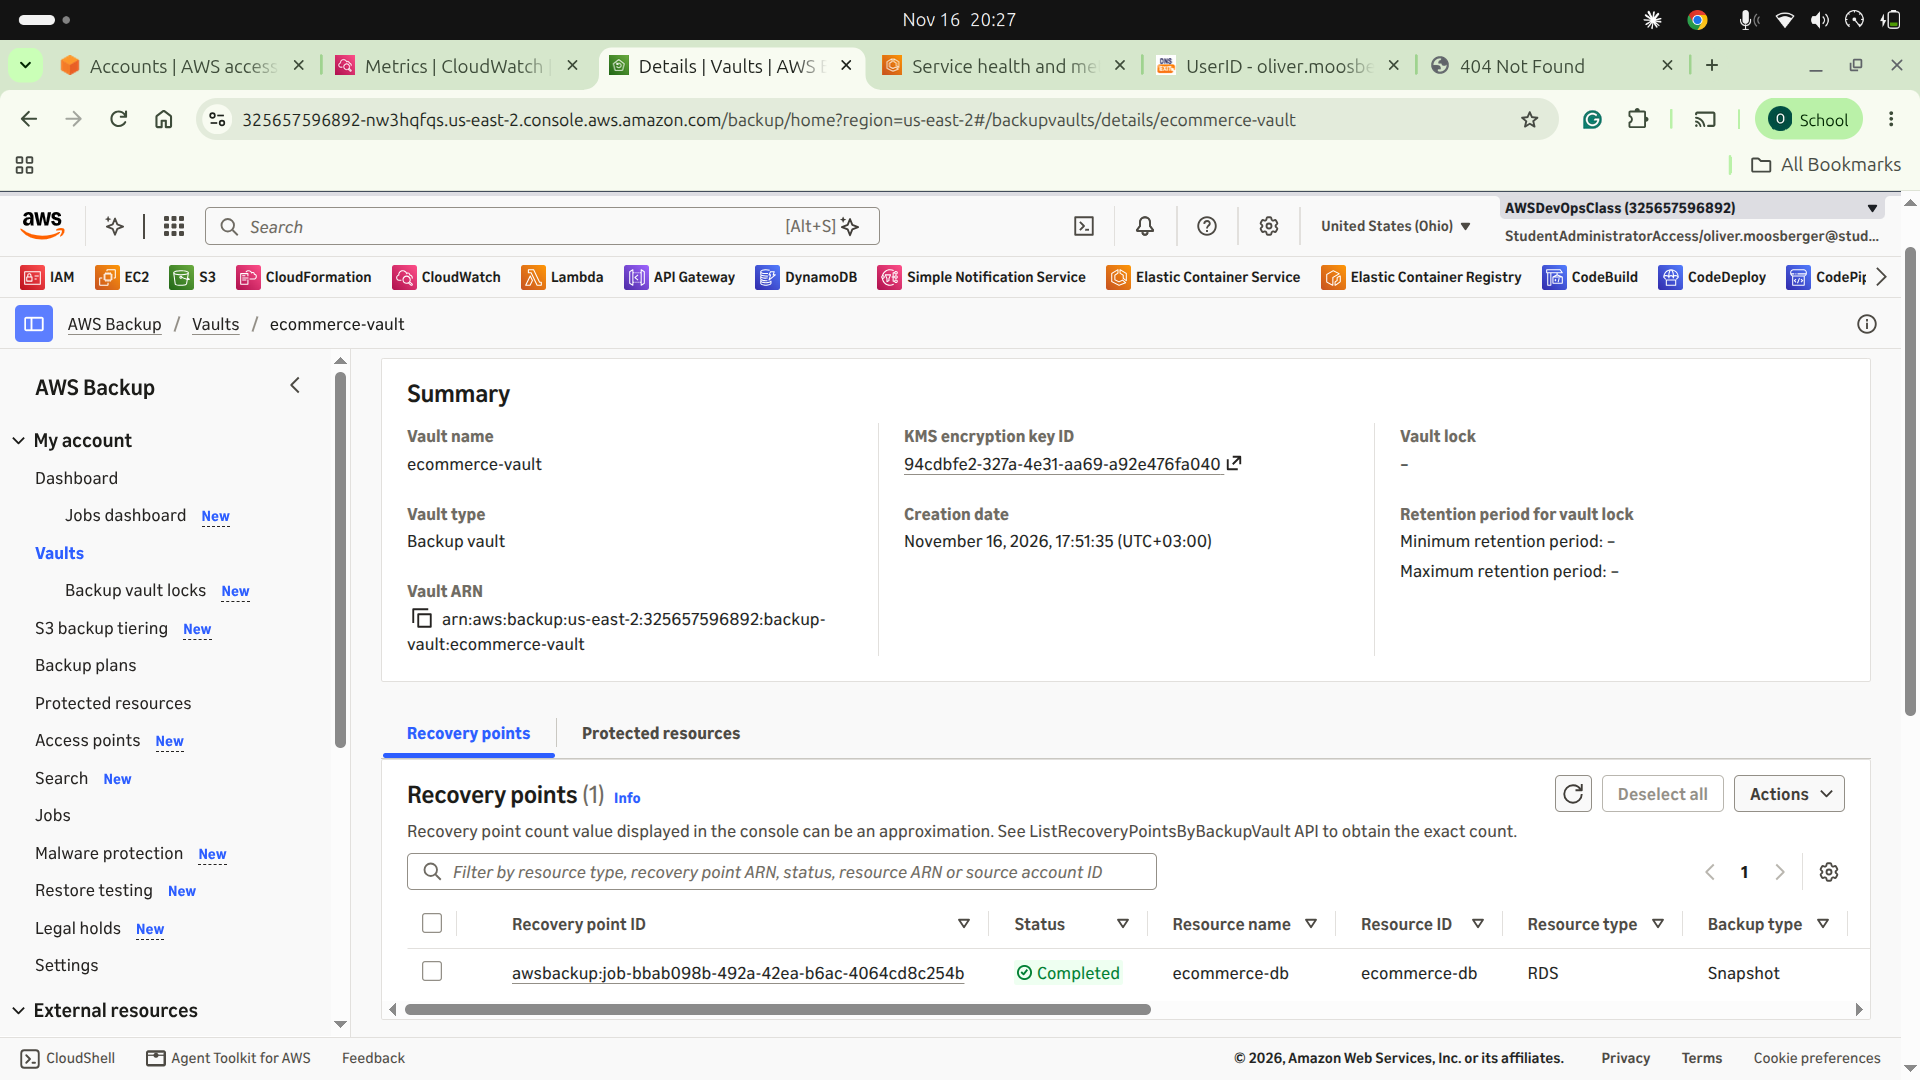 Nov 16 20:27
Accounts | AWS access
Metrics | CloudWatch |
Details | Vaults | AWS B
Service health and me
UserID - oliver.moosbe
404 Not Found
325657596892-nw3hqfqs.us-east-2.console.aws.amazon.com/backup/home?region=us-east-2#/backupvaults/details/ecommerce-vault
O School
All Bookmarks
aws
Search [Alt+S]
United States (Ohio)
AWSDevOpsClass (325657596892)
StudentAdministratorAccess/oliver.moosberger@stud...
IAM EC2 S3 CloudFormation CloudWatch Lambda API Gateway DynamoDB Simple Notification Service Elastic Container Service Elastic Container Registry CodeBuild CodeDeploy CodePip
AWS Backup / Vaults / ecommerce-vault
AWS Backup
My account
Dashboard
Jobs dashboard New
Vaults
Backup vault locks New
S3 backup tiering New
Backup plans
Protected resources
Access points New
Search New
Jobs
Malware protection New
Restore testing New
Legal holds New
Settings
External resources
Summary
Vault name
ecommerce-vault
Vault type
Backup vault
Vault ARN
arn:aws:backup:us-east-2:325657596892:backup-
vault:ecommerce-vault
KMS encryption key ID
94cdbfe2-327a-4e31-aa69-a92e476fa040
Creation date
November 16, 2026, 17:51:35 (UTC+03:00)
Vault lock
–
Retention period for vault lock
Minimum retention period: –
Maximum retention period: –
Recovery points
Protected resources
Recovery points (1) Info
Deselect all
Actions
Recovery point count value displayed in the console can be an approximation. See ListRecoveryPointsByBackupVault API to obtain the exact count.
Filter by resource type, recovery point ARN, status, resource ARN or source account ID
1
Recovery point ID Status Resource name Resource ID Resource type Backup type
awsbackup:job-bbab098b-492a-42ea-b6ac-4064cd8c254b Completed ecommerce-db ecommerce-db RDS Snapshot
CloudShell Agent Toolkit for AWS Feedback
© 2026, Amazon Web Services, Inc. or its affiliates. Privacy Terms Cookie preferences